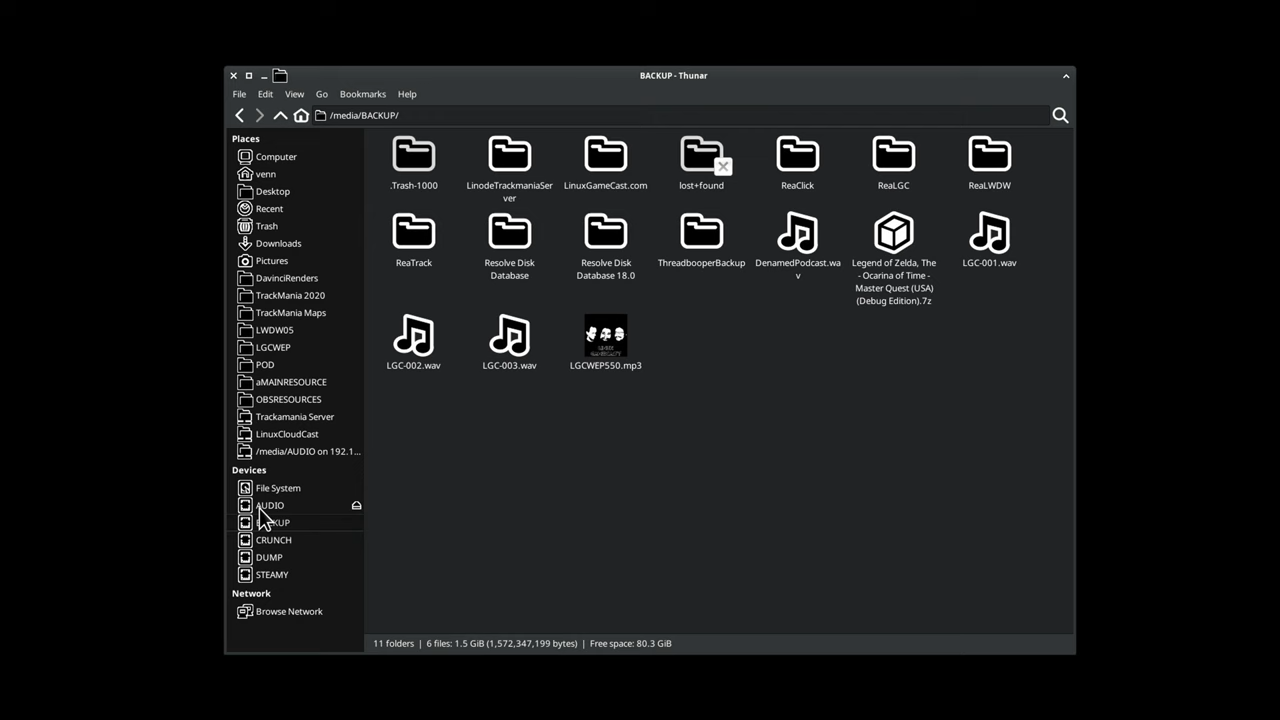 BACKUP - Thunar
File Edit View Go Bookmarks Help
/media/BACKUP/
Places
Computer
venn
Desktop
Recent
Trash
Downloads
Pictures
DavinciRenders
TrackMania 2020
TrackMania Maps
LWDW05
LGCWEP
POD
aMAINRESOURCE
OBSRESOURCES
Trackamania Server
LinuxCloudCast
/media/AUDIO on 192.1...
Devices
File System
AUDIO
BACKUP
CRUNCH
DUMP
STEAMY
Network
Browse Network
.Trash-1000
LinodeTrackmaniaSer
ver
LinuxGameCast.com
lost+found
ReaClick
ReaLGC
ReaLWDW
ReaTrack
Resolve Disk
Database
Resolve Disk
Database 18.0
ThreadbooperBackup
DenamedPodcast.wa
v
Legend of Zelda, The
- Ocarina of Time -
Master Quest (USA)
(Debug Edition).7z
LGC-001.wav
LGC-002.wav
LGC-003.wav
LGCWEP550.mp3
11 folders | 6 files: 1.5 GiB (1,572,347,199 bytes) | Free space: 80.3 GiB